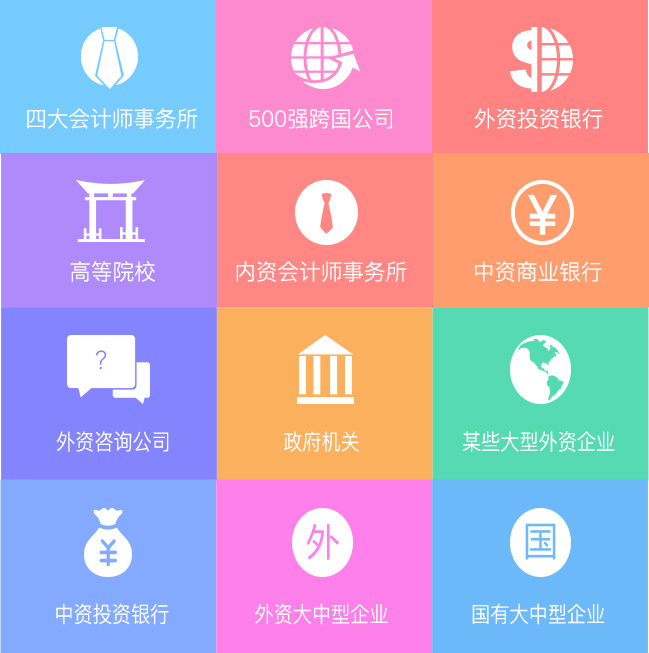 四大会计师事务所
500强跨国公司
外资投资银行
高等院校
内资会计师事务所
¥
中资商业银行
?
外资咨询公司
政府机关
某些大型外资企业
¥
中资投资银行
外
外资大中型企业
国
国有大中型企业